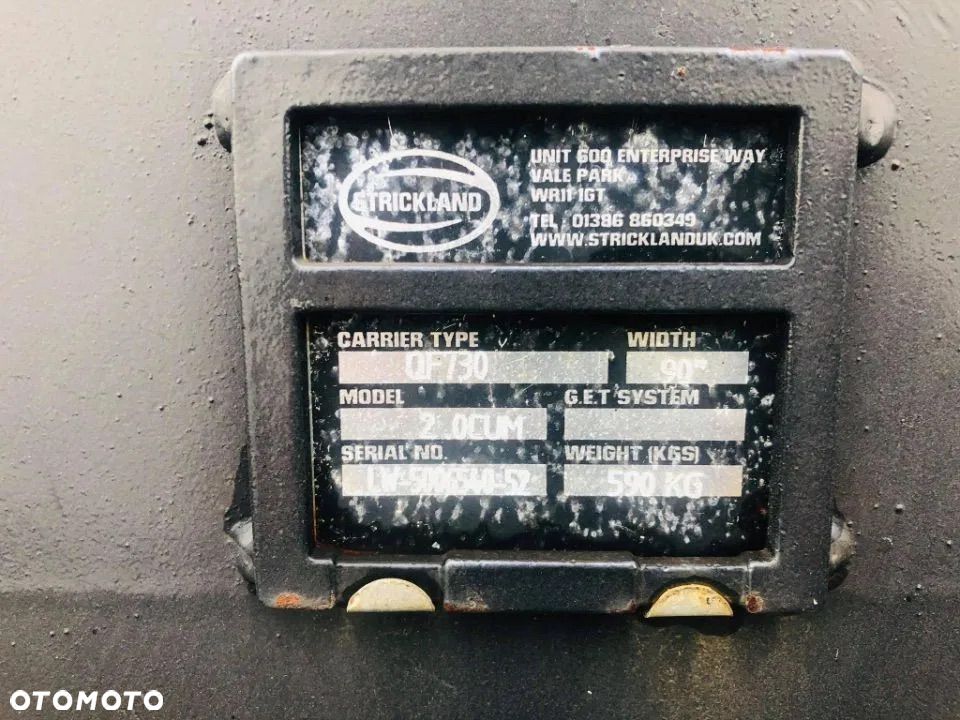 STRICKLAND
UNIT 600 ENTERPRISE WAY
VALE PARK
WR11 1GT
TEL : 01386 860349
WWW.STRICKLANDUK.COM
CARRIER TYPE WIDTH
QF730 90"
MODEL G.E.T SYSTEM
2.0CUM
SERIAL NO. WEIGHT (KGS)
590 KG
OTOMOTO